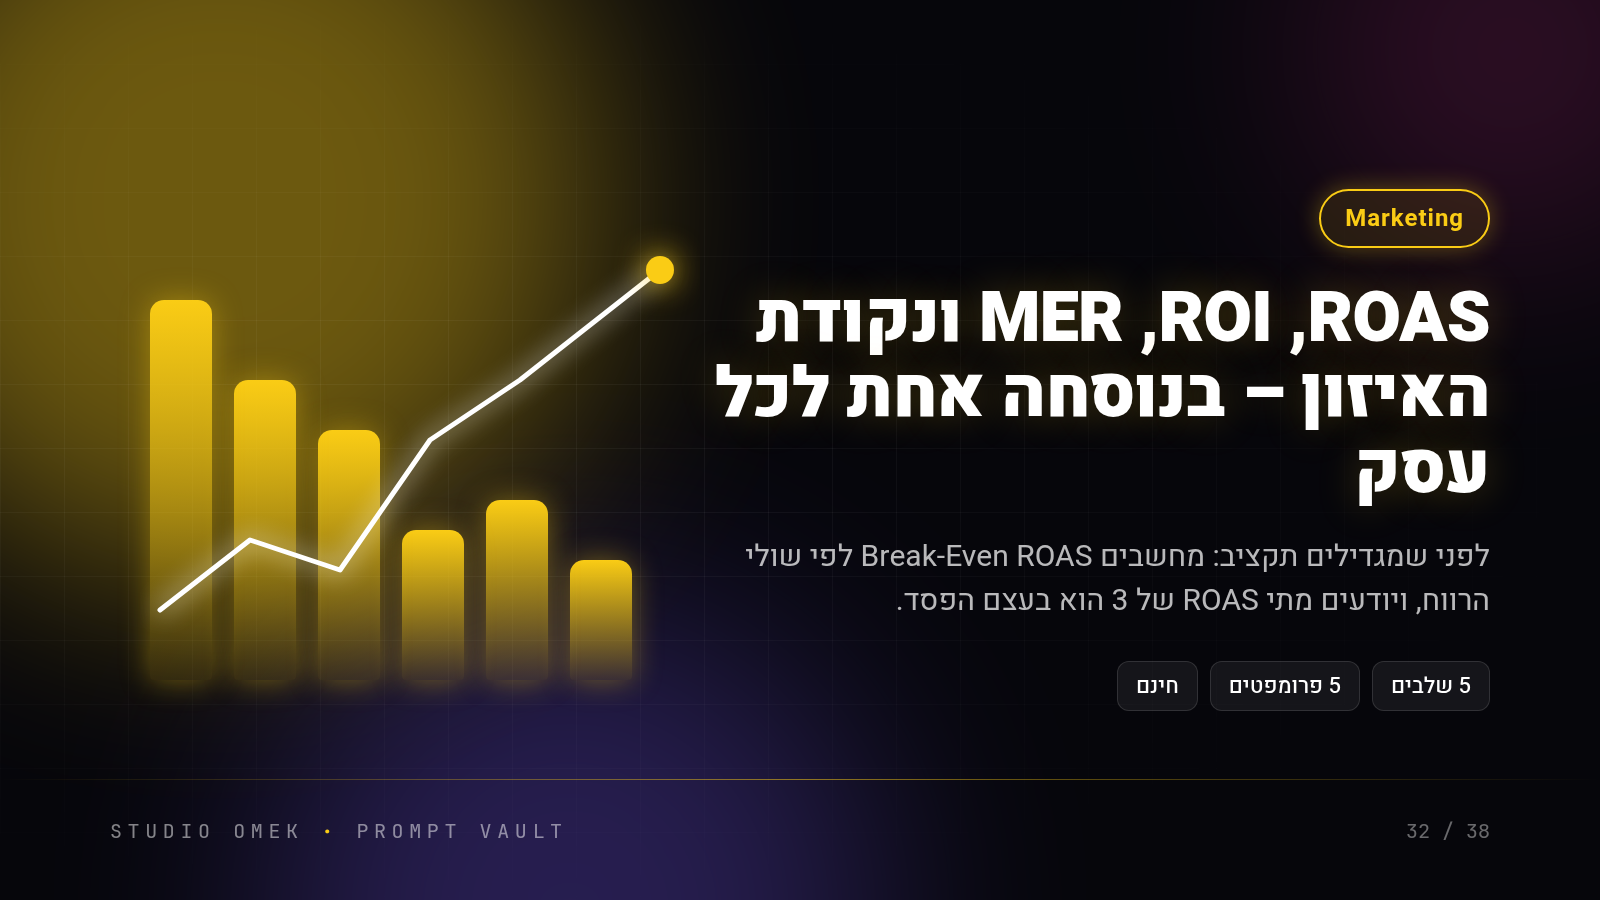 Marketing
ROAS, ROI, MER ונקודת
האיזון – בנוסחה אחת לכל
עסק
לפני שמגדילים תקציב: מחשבים Break-Even ROAS לפי שולי
הרווח, ויודעים מתי ROAS של 3 הוא בעצם הפסד.
5 שלבים
5 פרומפטים
חינם
STUDIO OMEK · PROMPT VAULT
32 / 38